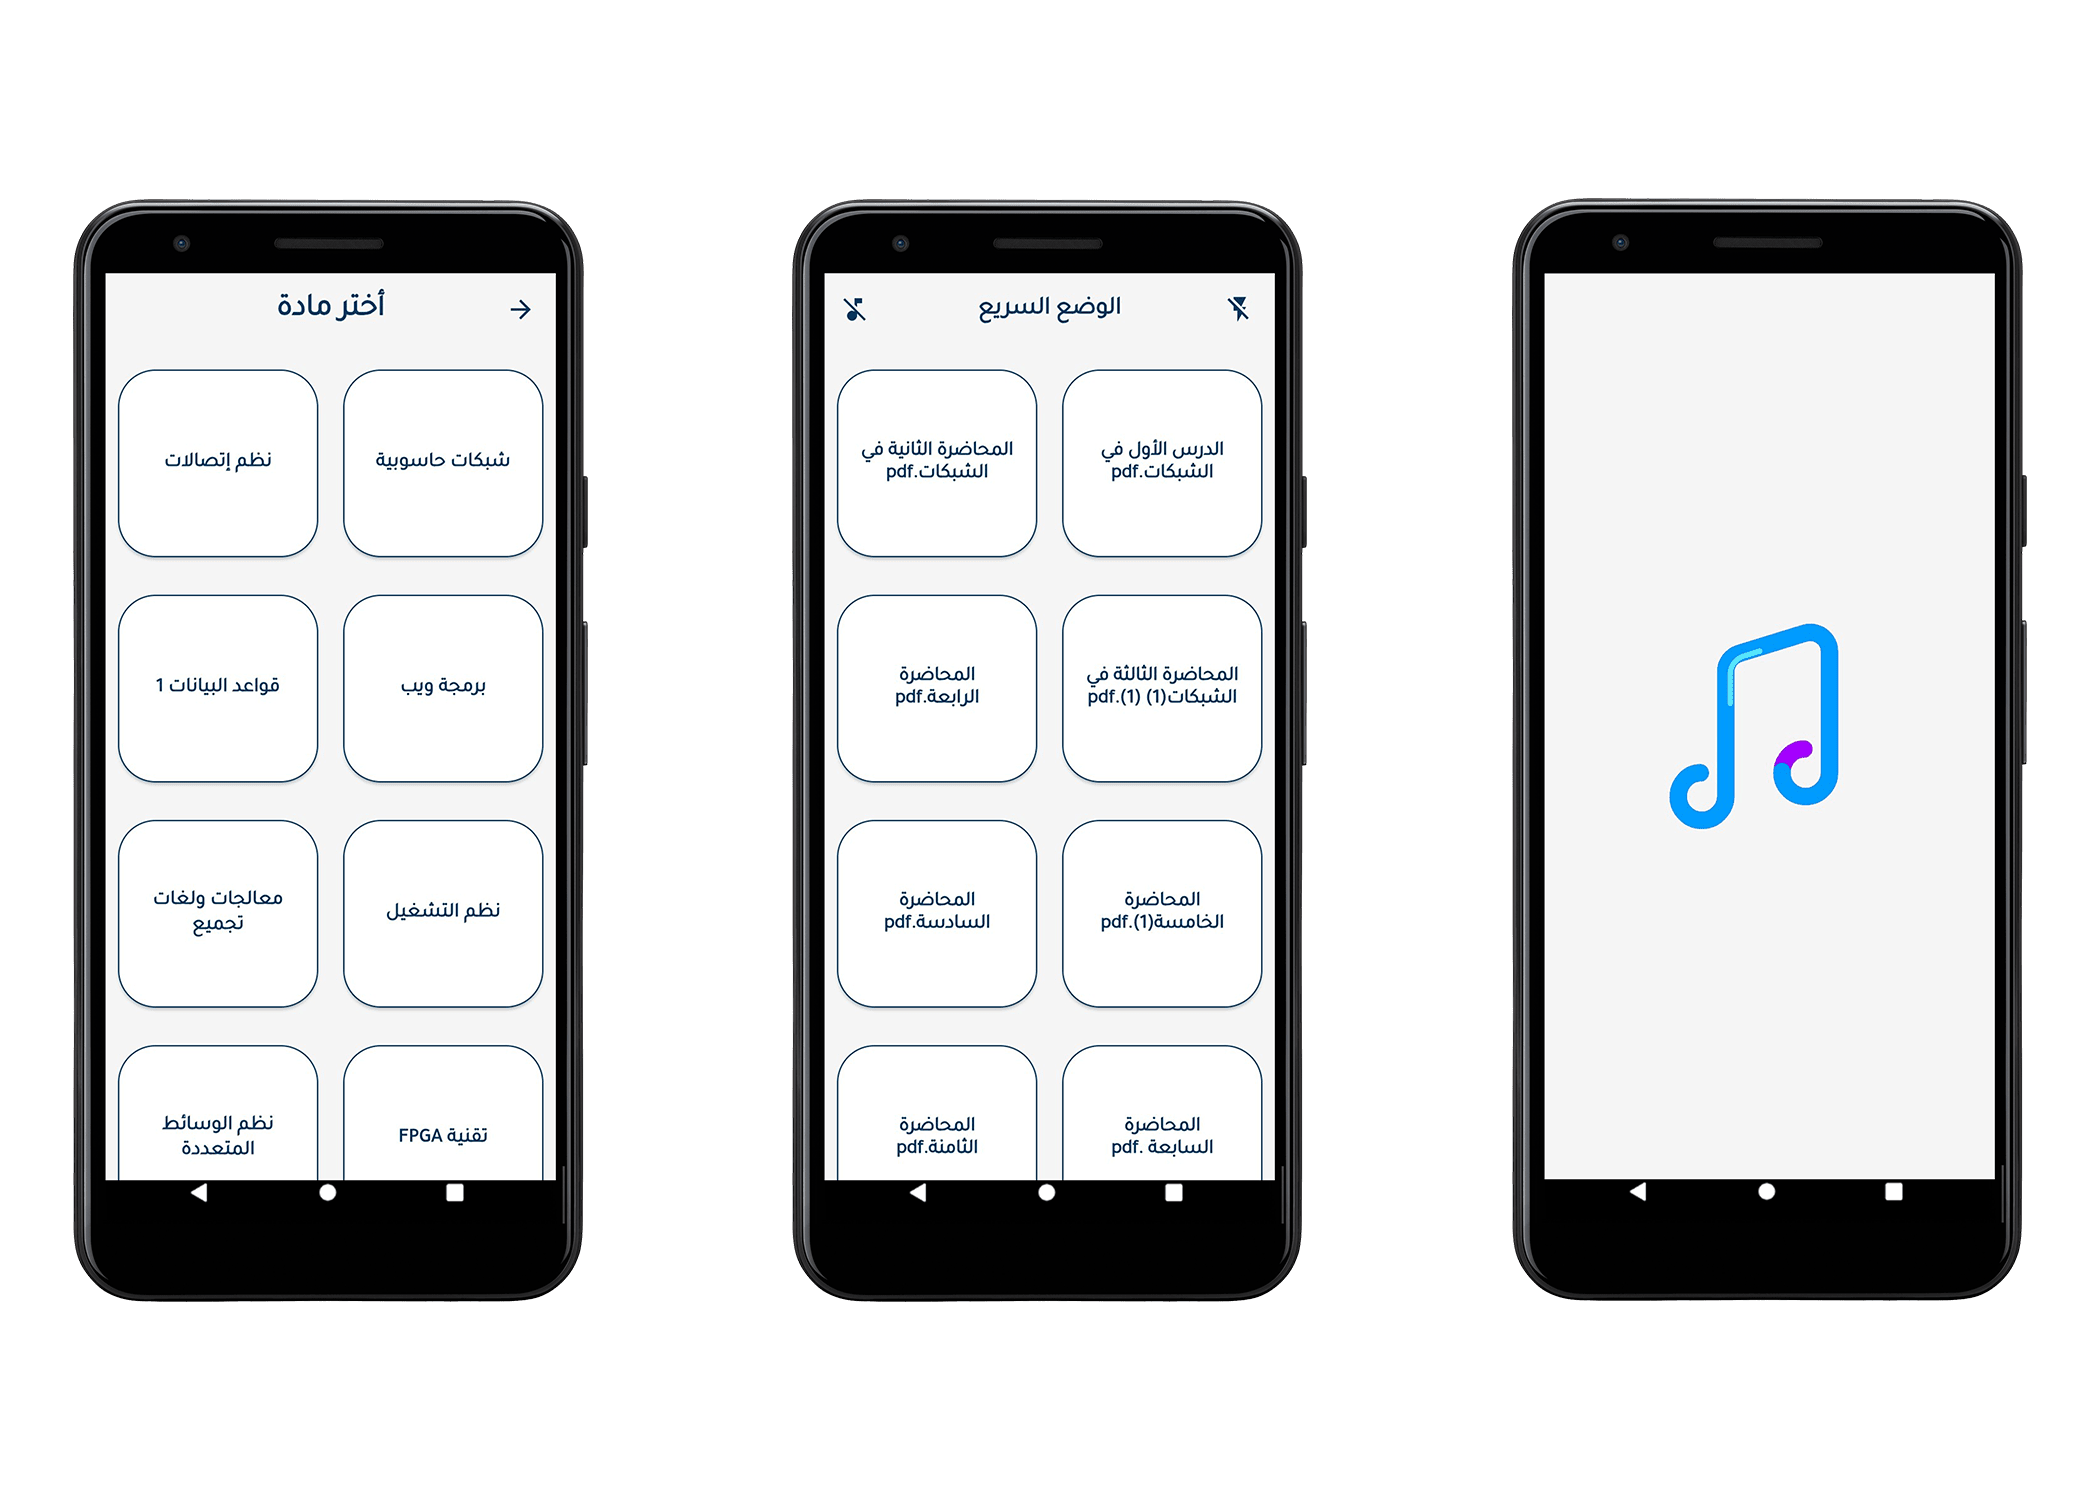 أختر مادة
شبكات حاسوبية
نظم إتصالات
برمجة ويب
قواعد البيانات 1
نظم التشغيل
معالجات ولغات
تجميع
تقنية FPGA
نظم الوسائط
المتعددة
الوضع السريع
الدرس الأول في
الشبكات.pdf
المحاضرة الثانية في
الشبكات.pdf
المحاضرة الثالثة في
الشبكات(1) (1).pdf
المحاضرة
الرابعة.pdf
المحاضرة
الخامسة(1).pdf
المحاضرة
السادسة.pdf
المحاضرة
السابعة .pdf
المحاضرة
الثامنة.pdf